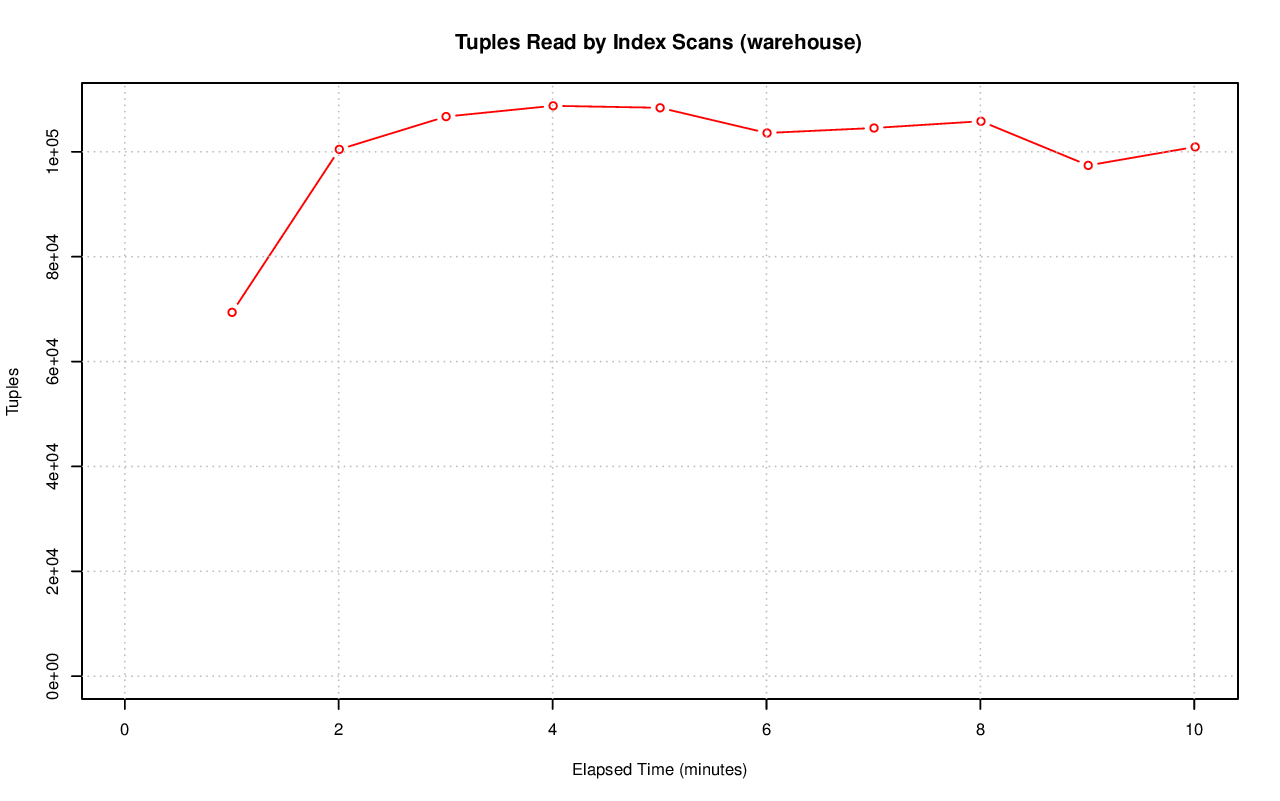 Tuples Read by Index Scans (warehouse)
Tuples
1e+05
8e+04
6e+04
4e+04
2e+04
0e+00
0 2 4 6 8 10
Elapsed Time (minutes)